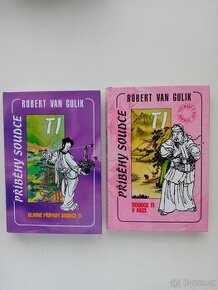 ROBERT VAN GULIK
PŘÍBĚHY SOUDCE
TI
SLAVNÉ PŘÍPADY SOUDCE TI
ROBERT VAN GULIK
PŘÍBĚHY SOUDCE
TI
SOUDCE TI
V AKCI